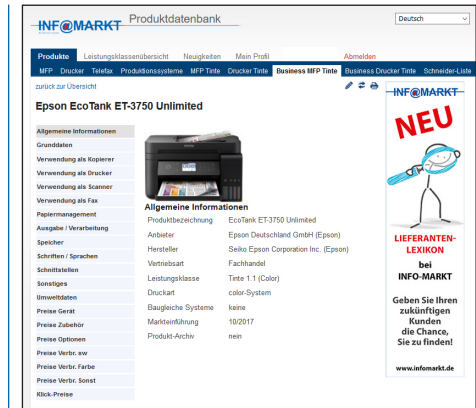 INFOMARKT Produktdatenbank
Deutsch
Produkte Leistungsklassenübersicht Neuigkeiten Mein Profil Abmelden
MFP Drucker Telefax Produktionssysteme MFP Tinte Drucker Tinte Business MFP Tinte Business Drucker Tinte Schneider-Liste
zurück zur Übersicht
Epson EcoTank ET-3750 Unlimited
Allgemeine Informationen
Grunddaten
Verwendung als Kopierer
Verwendung als Drucker
Verwendung als Scanner
Verwendung als Fax
Papiermanagement
Ausgabe / Verarbeitung
Speicher
Schriften / Sprachen
Schnittstellen
Sonstiges
Umweltdaten
Preise Gerät
Preise Zubehör
Preise Optionen
Preise Verbr. sw
Preise Verbr. Farbe
Preise Verbr. Sonst
Klick-Preise
Allgemeine Informationen
Produktbezeichnung EcoTank ET-3750 Unlimited
Anbieter Epson Deutschland GmbH (Epson)
Hersteller Seiko Epson Corporation Inc. (Epson)
Vertriebsart Fachhandel
Leistungsklasse Tinte 1.1 (Color)
Druckart color-System
Baugleiche Systeme keine
Markteinführung 10/2017
Produkt-Archiv nein
INFOMARKT
NEU
LIEFERANTEN-
LEXIKON
bei
INFO-MARKT
Geben Sie Ihren
zukünftigen
Kunden
die Chance,
Sie zu finden!
www.infomarkt.de